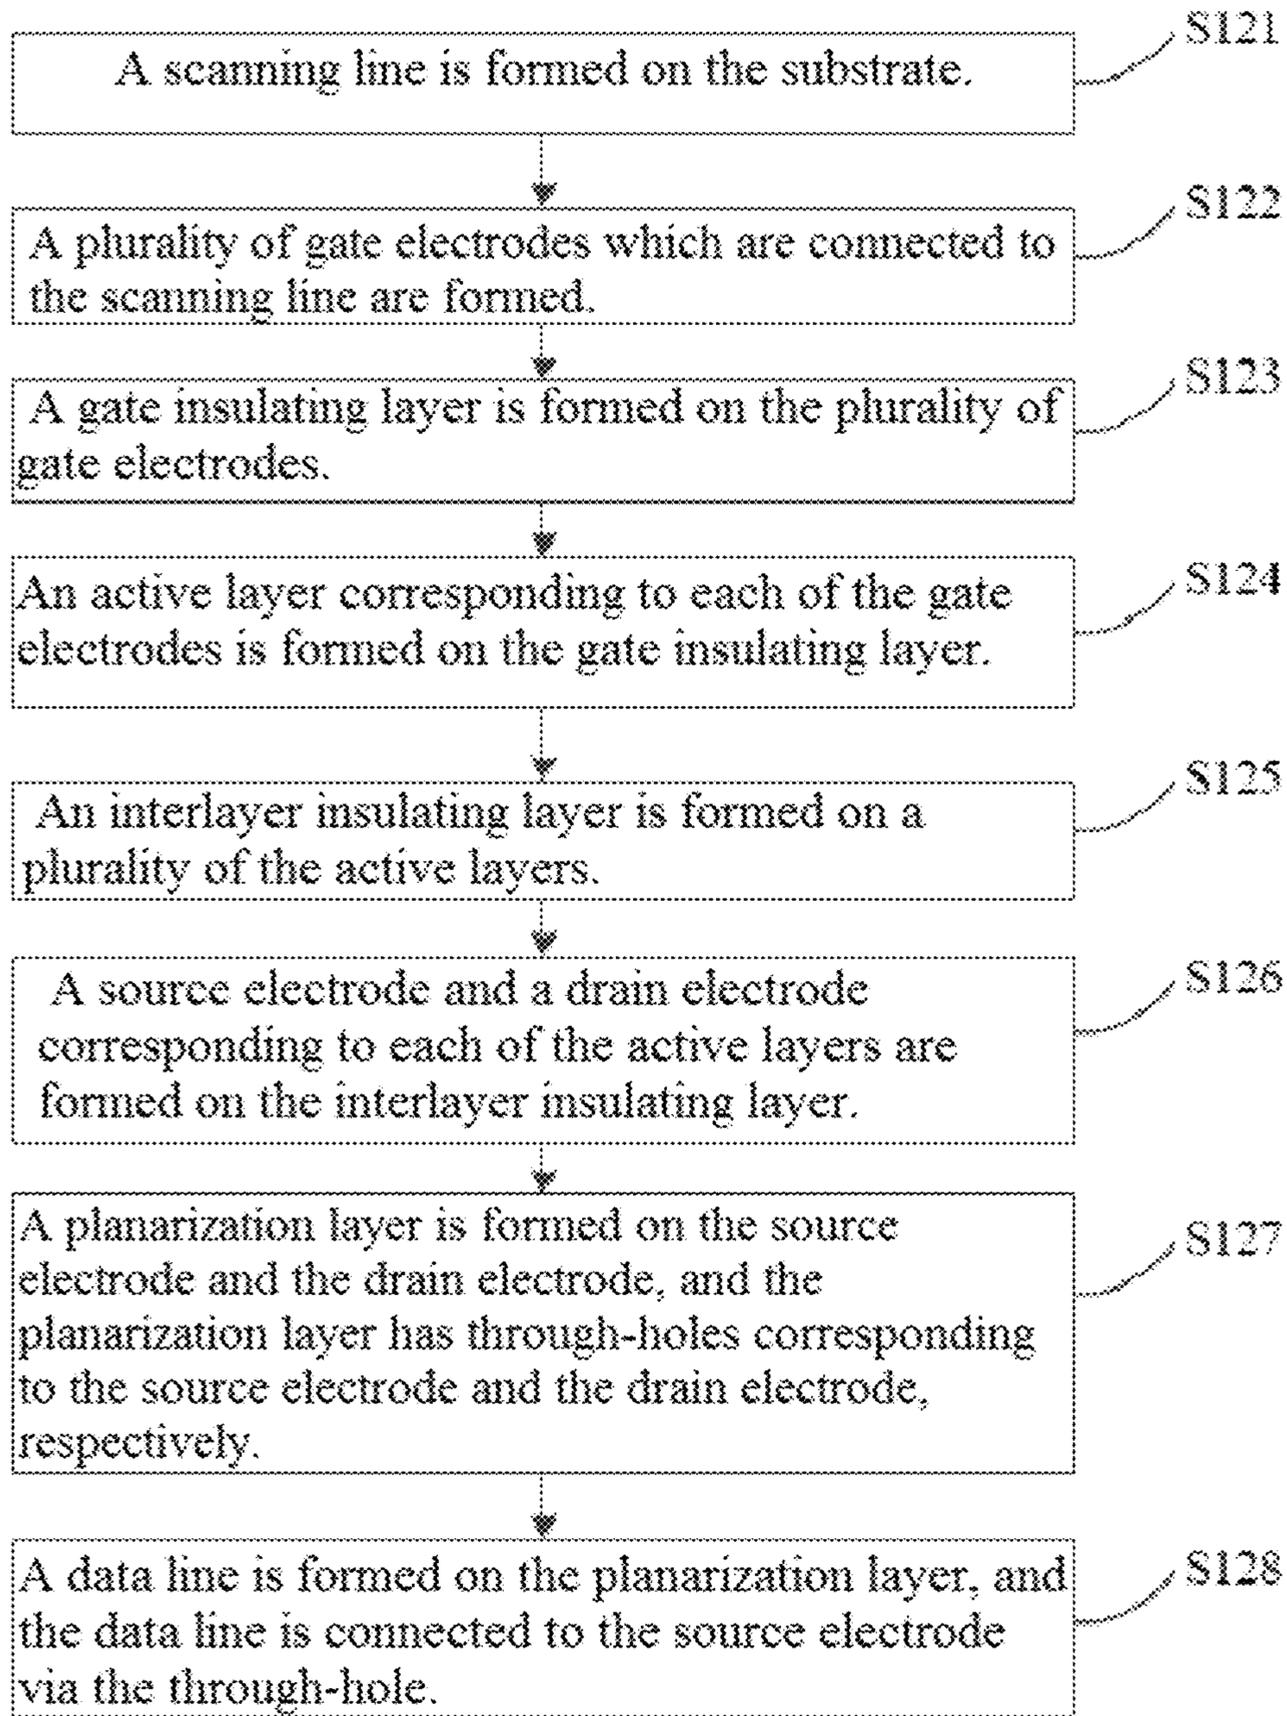 S121
A scanning line is formed on the substrate.
S122
A plurality of gate electrodes which are connected to
the scanning line are formed.
S123
A gate insulating layer is formed on the plurality of
gate electrodes.
S124
An active layer corresponding to each of the gate
electrodes is formed on the gate insulating layer.
S125
An interlayer insulating layer is formed on a
plurality of the active layers.
S126
A source electrode and a drain electrode
corresponding to each of the active layers are
formed on the interlayer insulating layer.
S127
A planarization layer is formed on the source
electrode and the drain electrode, and the
planarization layer has through-holes corresponding
to the source electrode and the drain electrode,
respectively.
S128
A data line is formed on the planarization layer, and
the data line is connected to the source electrode
via the through-hole.